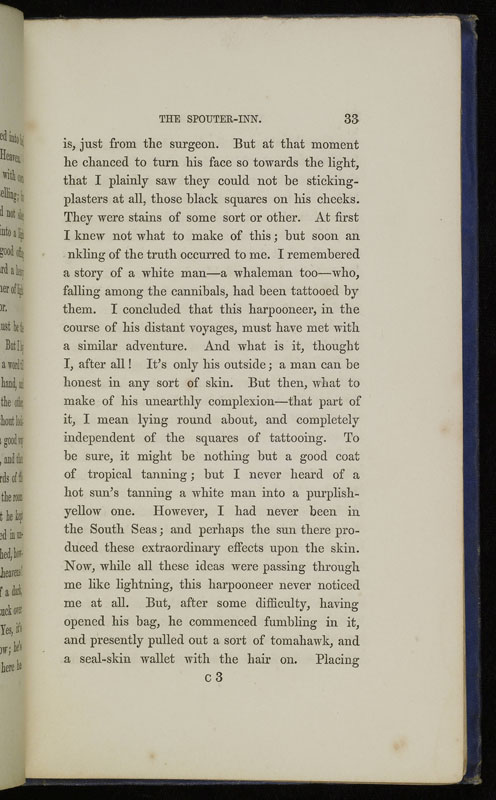 THE SPOUTER-INN. 33
is, just from the surgeon. But at that moment
he chanced to turn his face so towards the light,
that I plainly saw they could not be sticking-
plasters at all, those black squares on his cheeks.
They were stains of some sort or other. At first
I knew not what to make of this; but soon an
nkling of the truth occurred to me. I remembered
a story of a white man—a whaleman too—who,
falling among the cannibals, had been tattooed by
them. I concluded that this harpooneer, in the
course of his distant voyages, must have met with
a similar adventure. And what is it, thought
I, after all! It's only his outside; a man can be
honest in any sort of skin. But then, what to
make of his unearthly complexion—that part of
it, I mean lying round about, and completely
independent of the squares of tattooing. To
be sure, it might be nothing but a good coat
of tropical tanning; but I never heard of a
hot sun's tanning a white man into a purplish-
yellow one. However, I had never been in
the South Seas; and perhaps the sun there pro-
duced these extraordinary effects upon the skin.
Now, while all these ideas were passing through
me like lightning, this harpooneer never noticed
me at all. But, after some difficulty, having
opened his bag, he commenced fumbling in it,
and presently pulled out a sort of tomahawk, and
a seal-skin wallet with the hair on. Placing
C 3